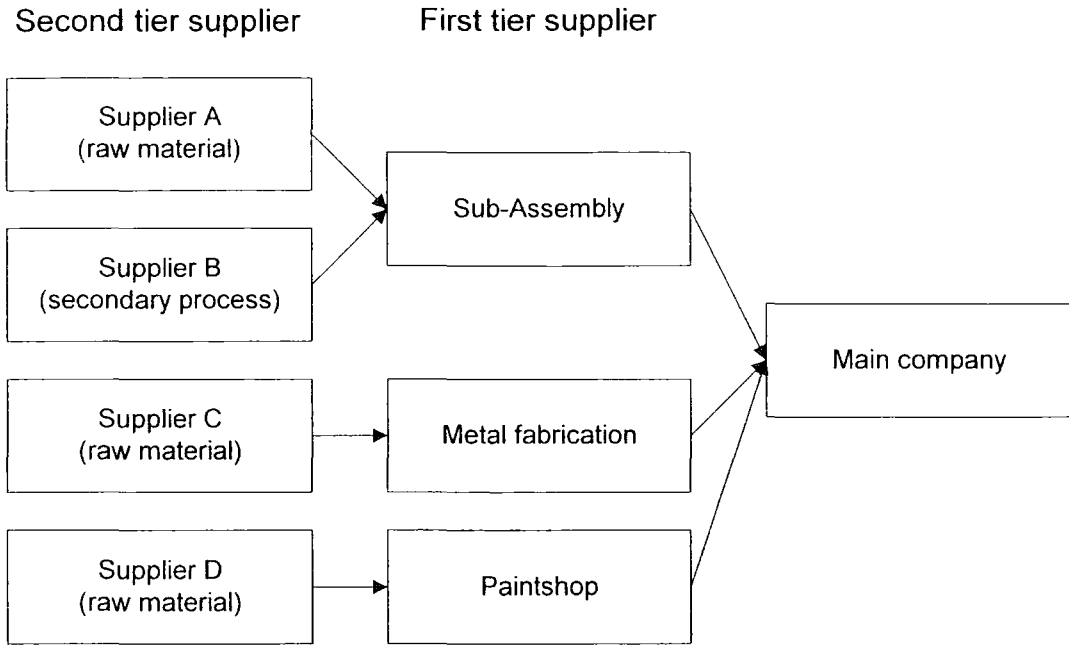 Second tier supplier
First tier supplier
Supplier A
(raw material)
Sub-Assembly
Supplier B
(secondary process)
Main company
Supplier C
(raw material)
Metal fabrication
Supplier D
(raw material)
Paintshop